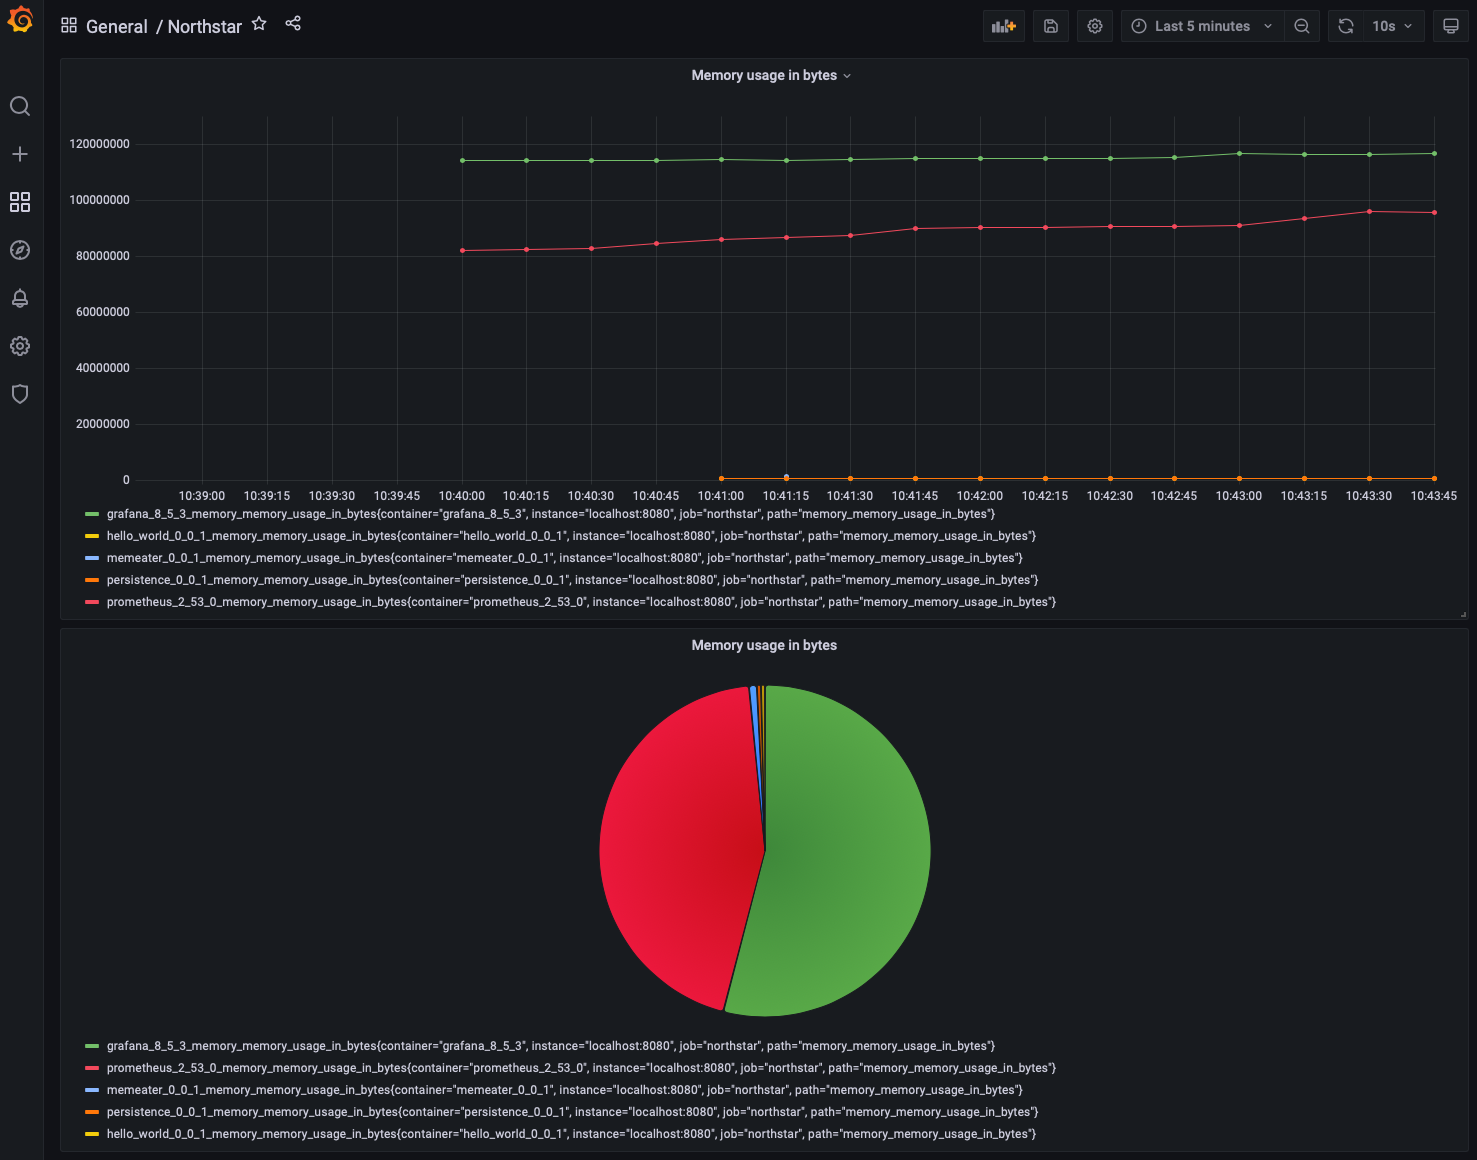 General / Northstar
Last 5 minutes
10s
Memory usage in bytes
120000000
100000000
80000000
60000000
40000000
20000000
0
10:39:00 10:39:15 10:39:30 10:39:45 10:40:00 10:40:15 10:40:30 10:40:45 10:41:00 10:41:15 10:41:30 10:41:45 10:42:00 10:42:15 10:42:30 10:42:45 10:43:00 10:43:15 10:43:30 10:43:45
grafana_8_5_3_memory_memory_usage_in_bytes{container="grafana_8_5_3", instance="localhost:8080", job="northstar", path="memory_memory_usage_in_bytes"}
hello_world_0_0_1_memory_memory_usage_in_bytes{container="hello_world_0_0_1", instance="localhost:8080", job="northstar", path="memory_memory_usage_in_bytes"}
memeater_0_0_1_memory_memory_usage_in_bytes{container="memeater_0_0_1", instance="localhost:8080", job="northstar", path="memory_memory_usage_in_bytes"}
persistence_0_0_1_memory_memory_usage_in_bytes{container="persistence_0_0_1", instance="localhost:8080", job="northstar", path="memory_memory_usage_in_bytes"}
prometheus_2_53_0_memory_memory_usage_in_bytes{container="prometheus_2_53_0", instance="localhost:8080", job="northstar", path="memory_memory_usage_in_bytes"}
Memory usage in bytes
grafana_8_5_3_memory_memory_usage_in_bytes{container="grafana_8_5_3", instance="localhost:8080", job="northstar", path="memory_memory_usage_in_bytes"}
prometheus_2_53_0_memory_memory_usage_in_bytes{container="prometheus_2_53_0", instance="localhost:8080", job="northstar", path="memory_memory_usage_in_bytes"}
memeater_0_0_1_memory_memory_usage_in_bytes{container="memeater_0_0_1", instance="localhost:8080", job="northstar", path="memory_memory_usage_in_bytes"}
persistence_0_0_1_memory_memory_usage_in_bytes{container="persistence_0_0_1", instance="localhost:8080", job="northstar", path="memory_memory_usage_in_bytes"}
hello_world_0_0_1_memory_memory_usage_in_bytes{container="hello_world_0_0_1", instance="localhost:8080", job="northstar", path="memory_memory_usage_in_bytes"}